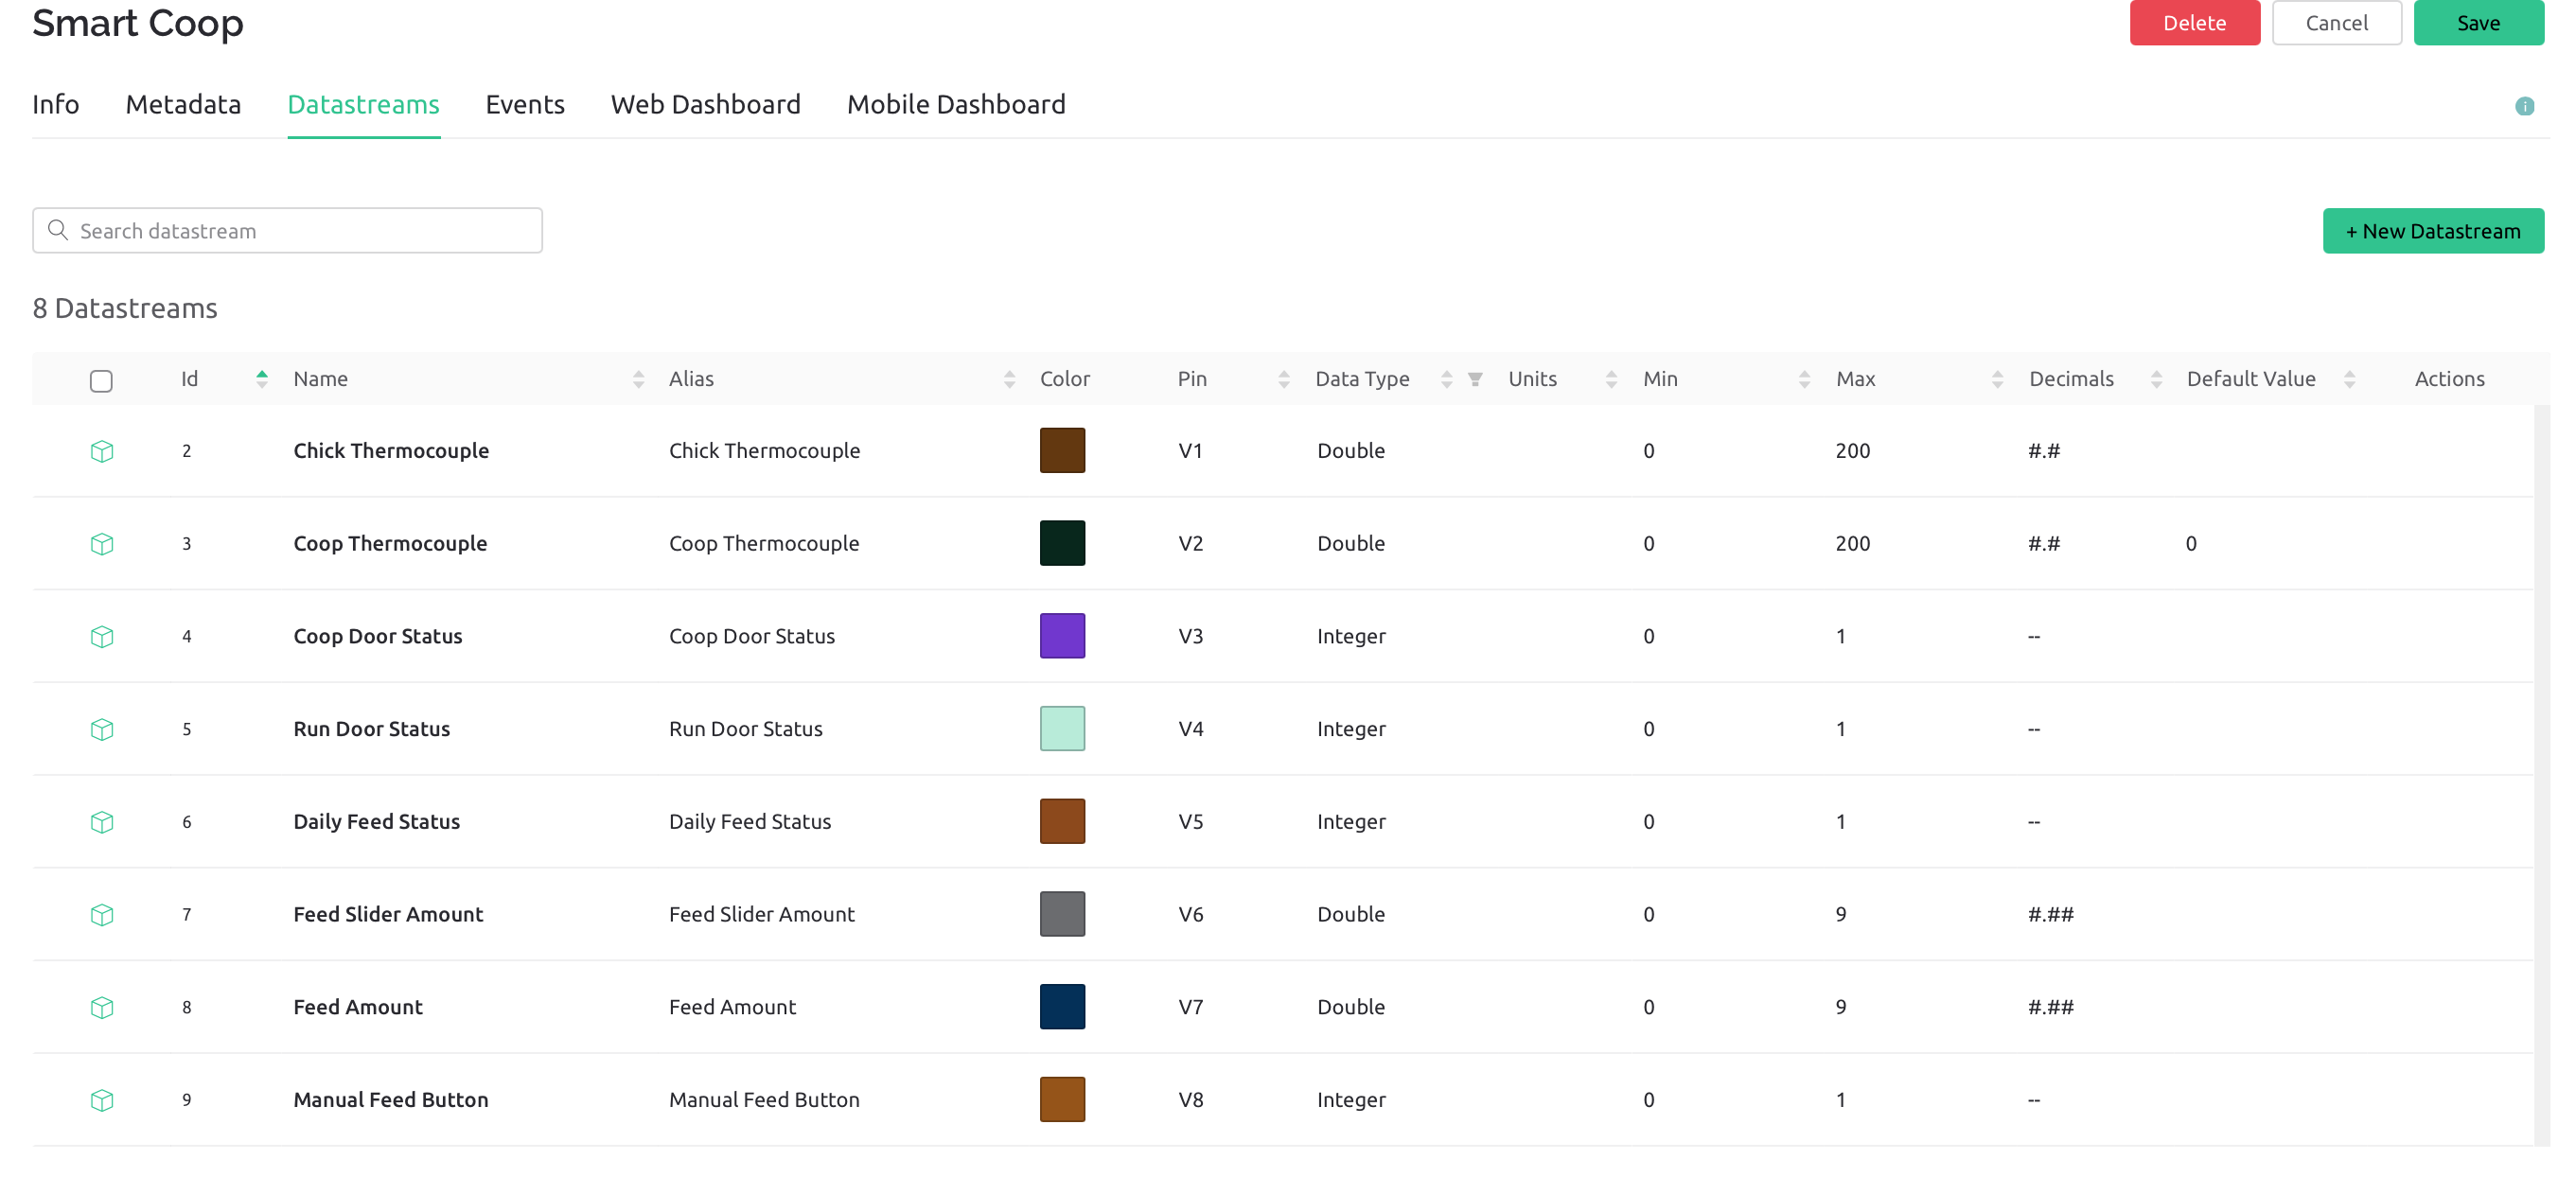 Smart Coop
Delete Cancel Save
Info Metadata Datastreams Events Web Dashboard Mobile Dashboard
Search datastream + New Datastream
8 Datastreams
Id Name Alias Color Pin Data Type Units Min Max Decimals Default Value Actions
2 Chick Thermocouple Chick Thermocouple V1 Double 0 200 #.#
3 Coop Thermocouple Coop Thermocouple V2 Double 0 200 #.# 0
4 Coop Door Status Coop Door Status V3 Integer 0 1 --
5 Run Door Status Run Door Status V4 Integer 0 1 --
6 Daily Feed Status Daily Feed Status V5 Integer 0 1 --
7 Feed Slider Amount Feed Slider Amount V6 Double 0 9 #.##
8 Feed Amount Feed Amount V7 Double 0 9 #.##
9 Manual Feed Button Manual Feed Button V8 Integer 0 1 --